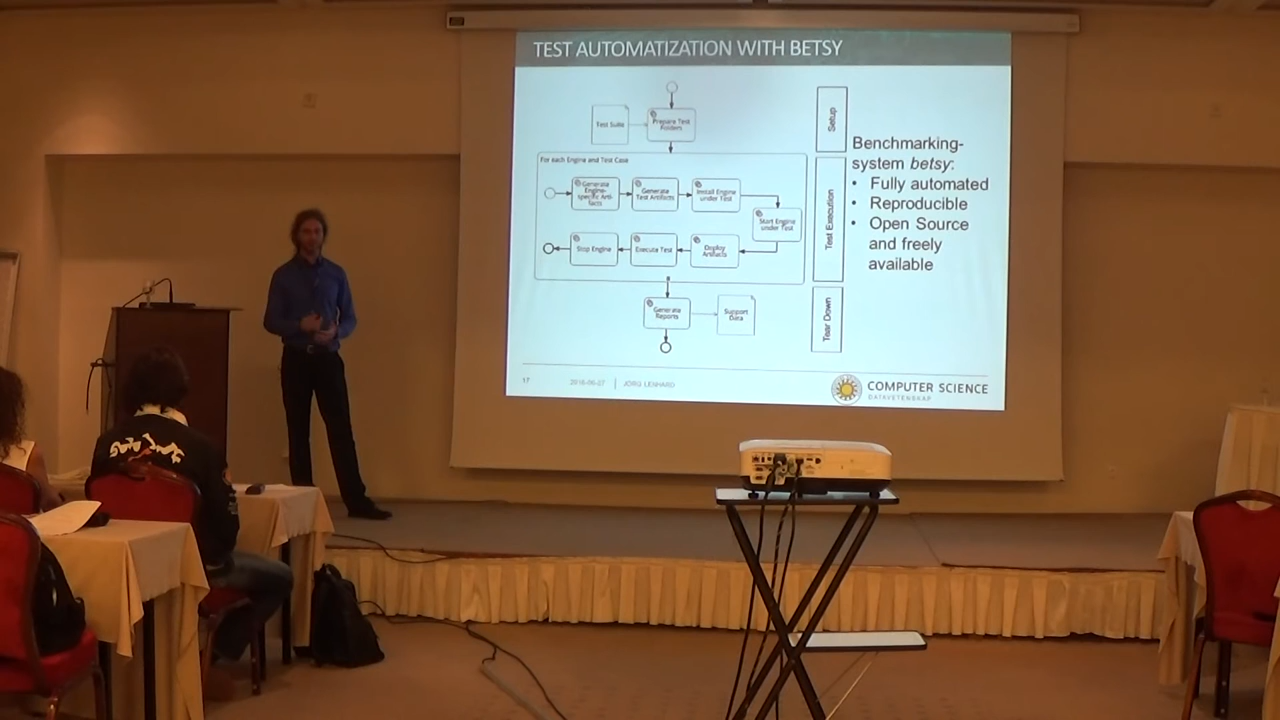 TEST AUTOMATIZATION WITH BETSY
Test Suite
Prepare Test
Folders
For each Engine and Test Case
Generate
Engine-
specific Arti-
facts
Generate
Test Artifacts
Install Engine
under Test
Start Engine
under Test
Stop Engine
Execute Test
Deploy
Artifacts
Generate
Reports
Support
Data
Setup
Test Execution
Tear Down
Benchmarking-
system betsy:
• Fully automated
• Reproducible
• Open Source
and freely
available
17
2016-06-07
JÖRG LENHARD
COMPUTER SCIENCE
DATAVETENSKAP